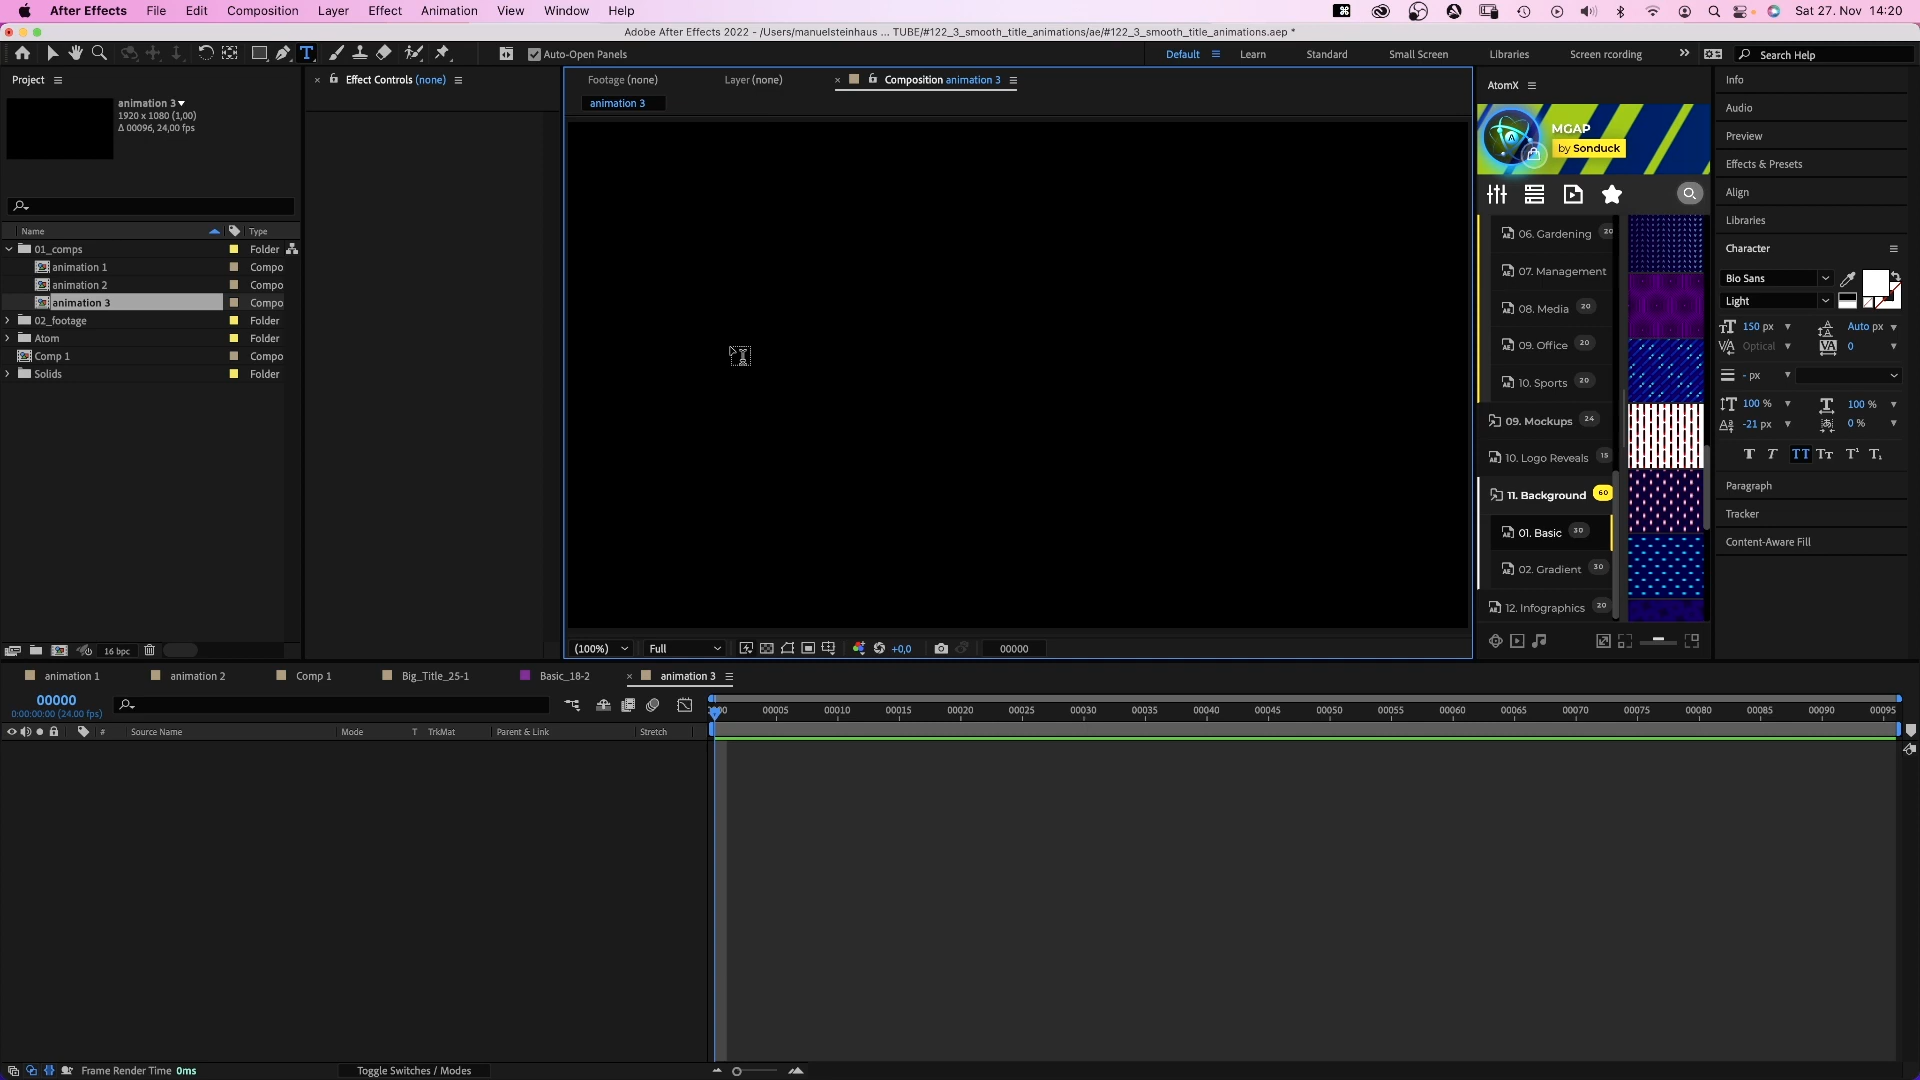 After Effects File Edit Composition Layer Effect Animation View Window Help Sat 27. Nov 14:20
Adobe After Effects 2022 - /Users/manuelsteinhaus ... TUBE/#122_3_smooth_title_animations/ae/#122_3_smooth_title_animations.aep *
Auto-Open Panels Default Learn Standard Small Screen Libraries Screen rcording Search Help
Project Effect Controls (none) Footage (none) Layer (none) Composition animation 3
animation 3
1920 x 1080 (1,00)
Δ 00096, 24,00 fps
animation 3
Name Type
01_comps Folder
animation 1 Compo
animation 2 Compo
animation 3 Compo
02_footage Folder
Atom Folder
Comp 1 Compo
Solids Folder
16 bpc
(100%) Full +0,0 00000
AtomX
MGAP
by Sonduck
06. Gardening 20
07. Management
08. Media 20
09. Office 20
10. Sports 20
09. Mockups 24
10. Logo Reveals 15
11. Background 60
01. Basic 30
02. Gradient 30
12. Infographics 20
Info
Audio
Preview
Effects & Presets
Align
Libraries
Character
Bio Sans
Light
150 px Auto px
Optical 0
- px
100 % 100 %
-21 px 0 %
T T TT Tт T¹ T₁
Paragraph
Tracker
Content-Aware Fill
animation 1 animation 2 Comp 1 Big_Title_25-1 Basic_18-2 animation 3
00000
0:00:00:00 (24.00 fps)
00005 00010 00015 00020 00025 00030 00035 00040 00045 00050 00055 00060 00065 00070 00075 00080 00085 00090 00095
# Source Name Mode T TrkMat Parent & Link Stretch
Frame Render Time 0ms Toggle Switches / Modes